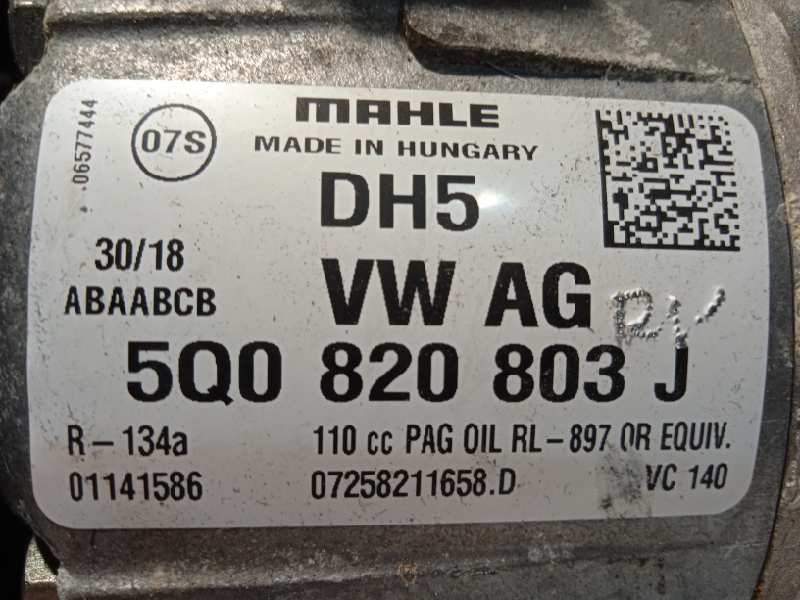 06577444
07S
MAHLE
MADE IN HUNGARY
DH5
30/18
ABAABCB
VW AG
5Q0 820 803 J
R-134a
110 cc PAG OIL RL-897 OR EQUIV.
01141586
07258211658.D
VC 140